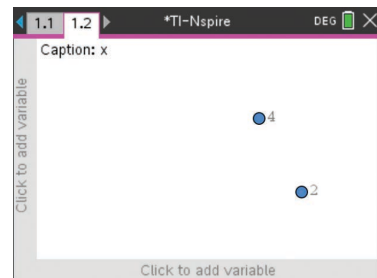 1.1 1.2 *TI-Nspire DEG
Caption: x
Click to add variable
4
2
Click to add variable